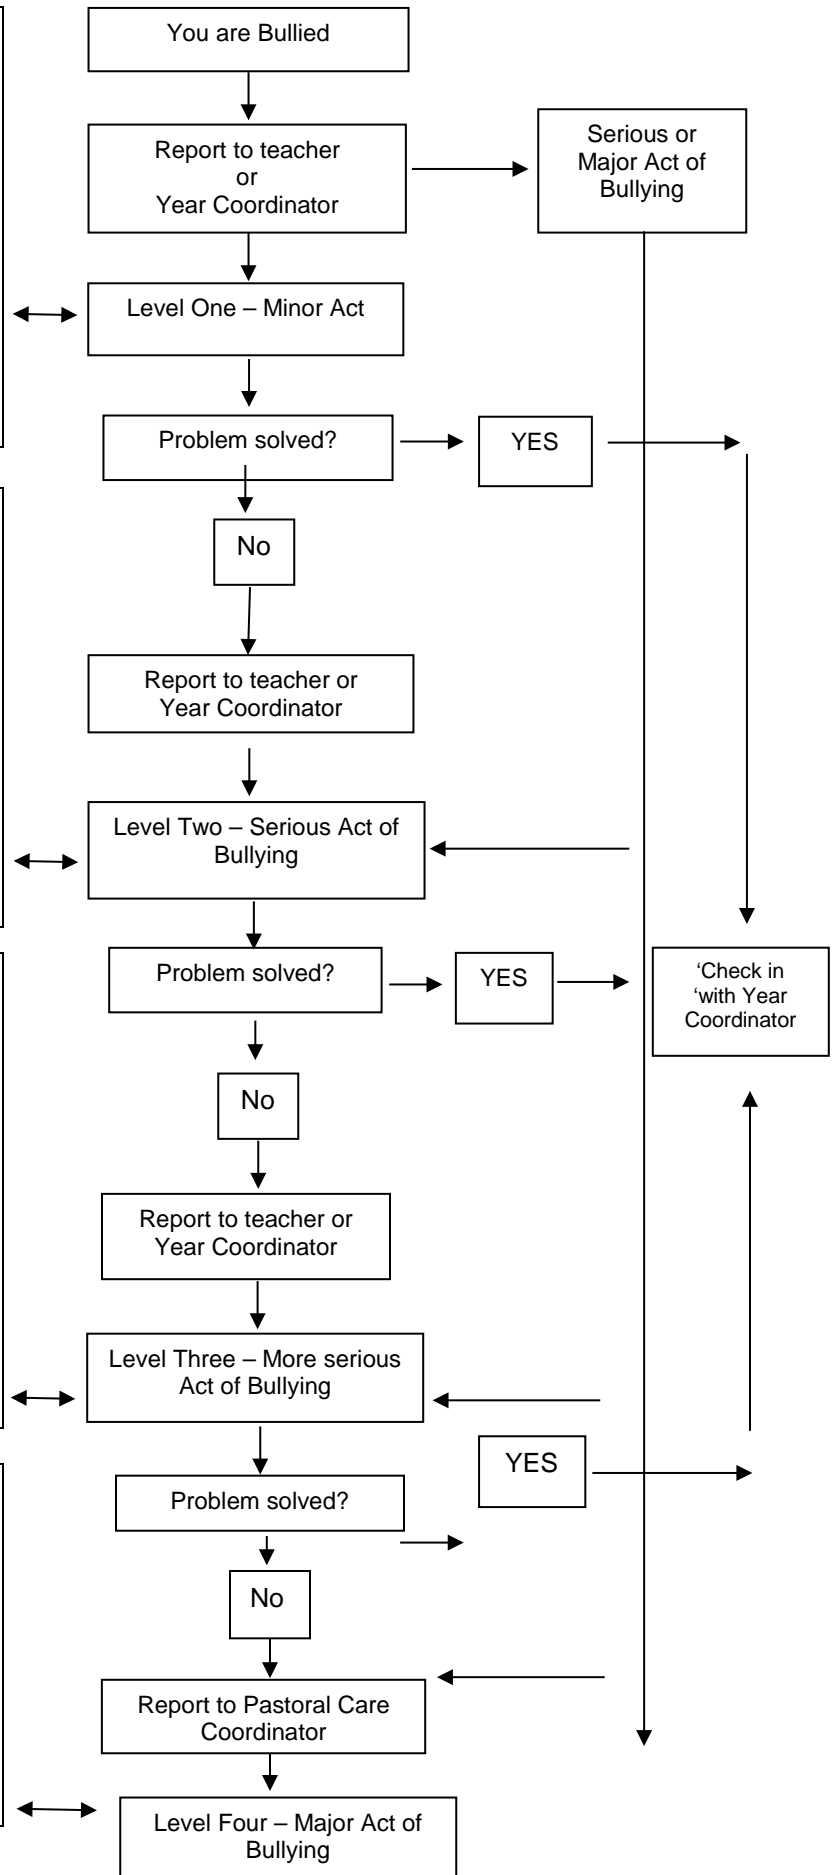 You are Bullied
Report to teacher
or
Year Coordinator
Serious or
Major Act of
Bullying
Level One – Minor Act
Problem solved?
YES
No
Report to teacher or
Year Coordinator
Level Two – Serious Act of
Bullying
Problem solved?
YES
‘Check in
‘with Year
Coordinator
No
Report to teacher or
Year Coordinator
Level Three – More serious
Act of Bullying
YES
Problem solved?
No
Report to Pastoral Care
Coordinator
Level Four – Major Act of
Bullying